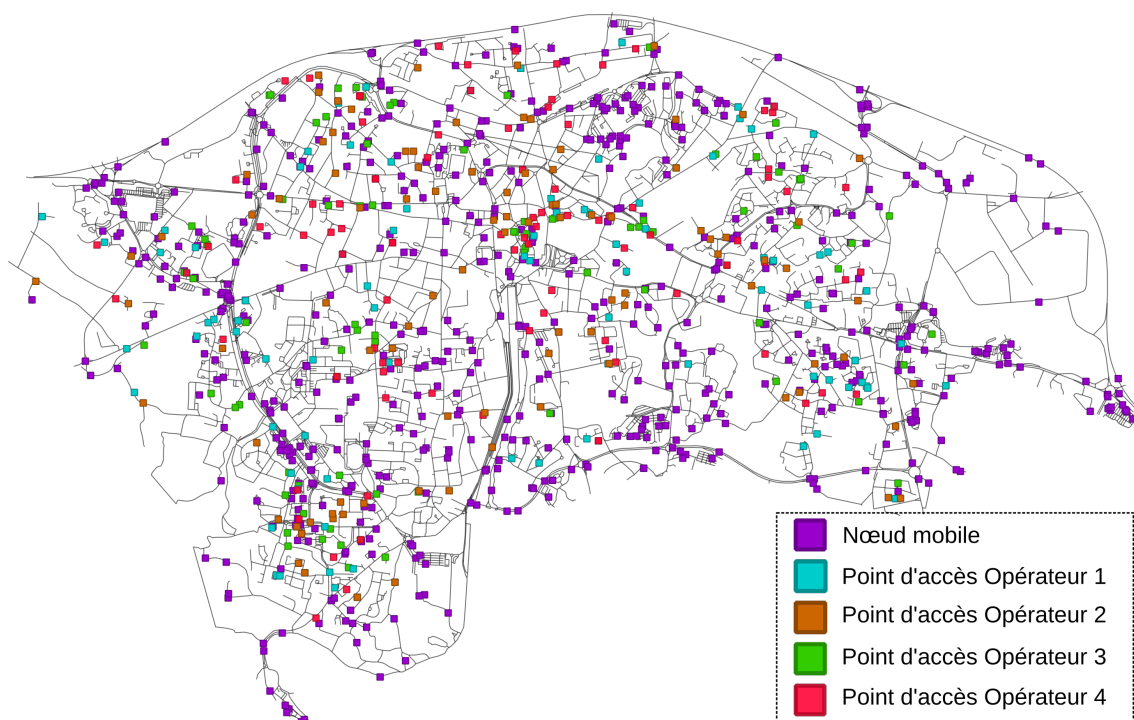 Nœud mobile
Point d'accès Opérateur 1
Point d'accès Opérateur 2
Point d'accès Opérateur 3
Point d'accès Opérateur 4